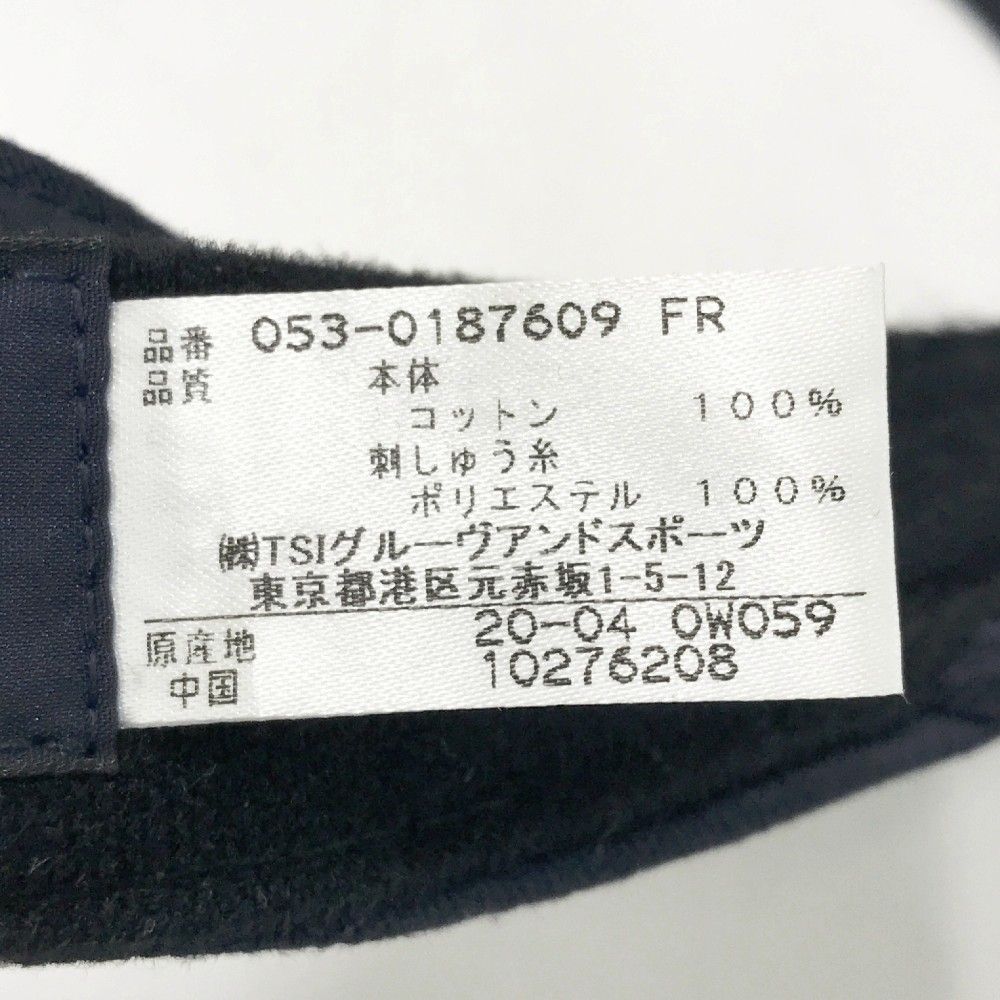 品番 053-0187609 FR
品質 本体
コットン 100%
刺しゅう糸
ポリエステル 100%
㈱TSIグルーヴアンドスポーツ
東京都港区元赤坂1-5-12
20-04 0W059
原産地 10276208
中国